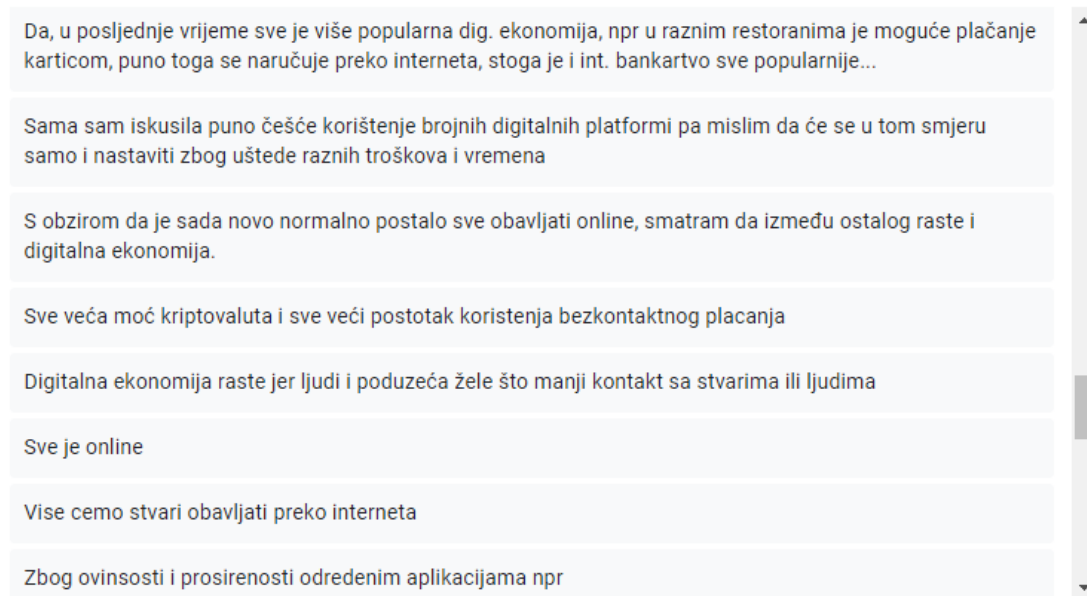 Da, u posljednje vrijeme sve je više popularna dig. ekonomija, npr u raznim restoranima je moguće plačanje
karticom, puno toga se naručuje preko interneta, stoga je i int. bankartvo sve popularnije...
Sama sam iskusila puno češće korištenje brojnih digitalnih platformi pa mislim da će se u tom smjeru
samo i nastaviti zbog uštede raznih troškova i vremena
S obzirom da je sada novo normalno postalo sve obavljati online, smatram da između ostalog raste i
digitalna ekonomija.
Sve veća moć kriptovaluta i sve veći postotak koristenja bezkontaktnog placanja
Digitalna ekonomija raste jer ljudi i poduzeća žele što manji kontakt sa stvarima ili ljudima
Sve je online
Vise cemo stvari obavljati preko interneta
Zbog ovinsosti i prosirenosti odredenim aplikacijama npr